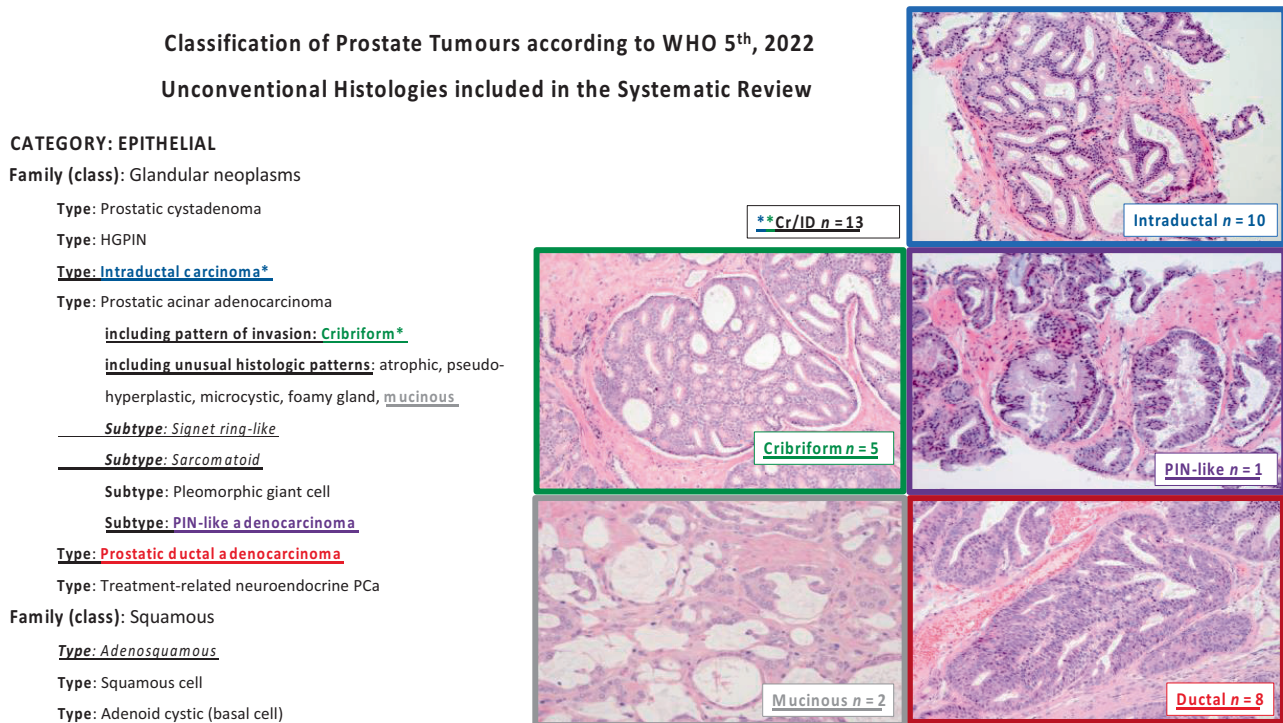 Classification of Prostate Tumours according to WHO 5th, 2022
Unconventional Histologies included in the Systematic Review
CATEGORY: EPITHELIAL
Family (class): Glandular neoplasms
Type: Prostatic cystadenoma
Type: HGPIN
Type: Intraductal carcinoma*
Type: Prostatic acinar adenocarcinoma
including pattern of invasion: Cribriform*
including unusual histologic patterns: atrophic, pseudo-
hyperplastic, microcystic, foamy gland, mucinous
Subtype: Signet ring-like
Subtype: Sarcomatoid
Subtype: Pleomorphic giant cell
Subtype: PIN-like adenocarcinoma
Type: Prostatic ductal adenocarcinoma
Type: Treatment-related neuroendocrine PCa
Family (class): Squamous
Type: Adenosquamous
Type: Squamous cell
Type: Adenoid cystic (basal cell)
**Cr/ID n = 13
Intraductal n = 10
Cribriform n = 5
PIN-like n = 1
Mucinous n = 2
Ductal n = 8